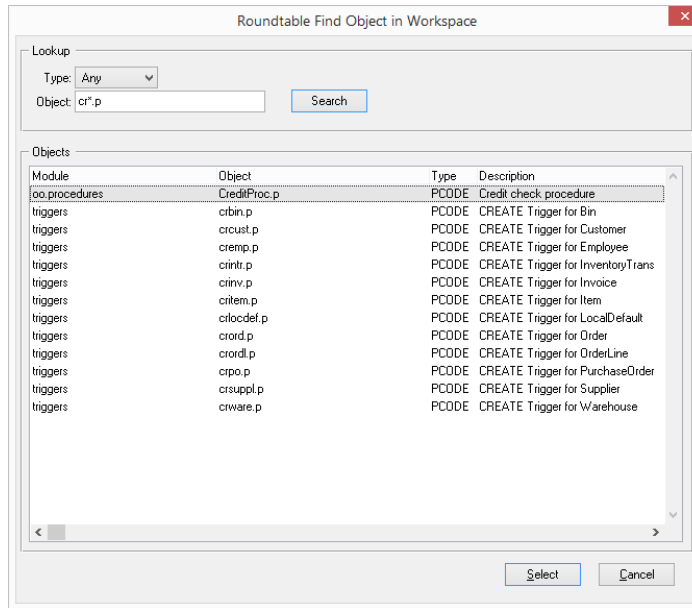 Roundtable Find Object in Workspace
Lookup
Type: Any
Object: cr*.p Search
Objects
Module Object Type Description
oo.procedures CreditProc.p PCODE Credit check procedure
triggers crbin.p PCODE CREATE Trigger for Bin
triggers crcust.p PCODE CREATE Trigger for Customer
triggers cremp.p PCODE CREATE Trigger for Employee
triggers crintr.p PCODE CREATE Trigger for InventoryTrans
triggers crinv.p PCODE CREATE Trigger for Invoice
triggers critem.p PCODE CREATE Trigger for Item
triggers crlocdef.p PCODE CREATE Trigger for LocalDefault
triggers crord.p PCODE CREATE Trigger for Order
triggers crordl.p PCODE CREATE Trigger for OrderLine
triggers crpo.p PCODE CREATE Trigger for PurchaseOrder
triggers crsuppl.p PCODE CREATE Trigger for Supplier
triggers crware.p PCODE CREATE Trigger for Warehouse
Select Cancel